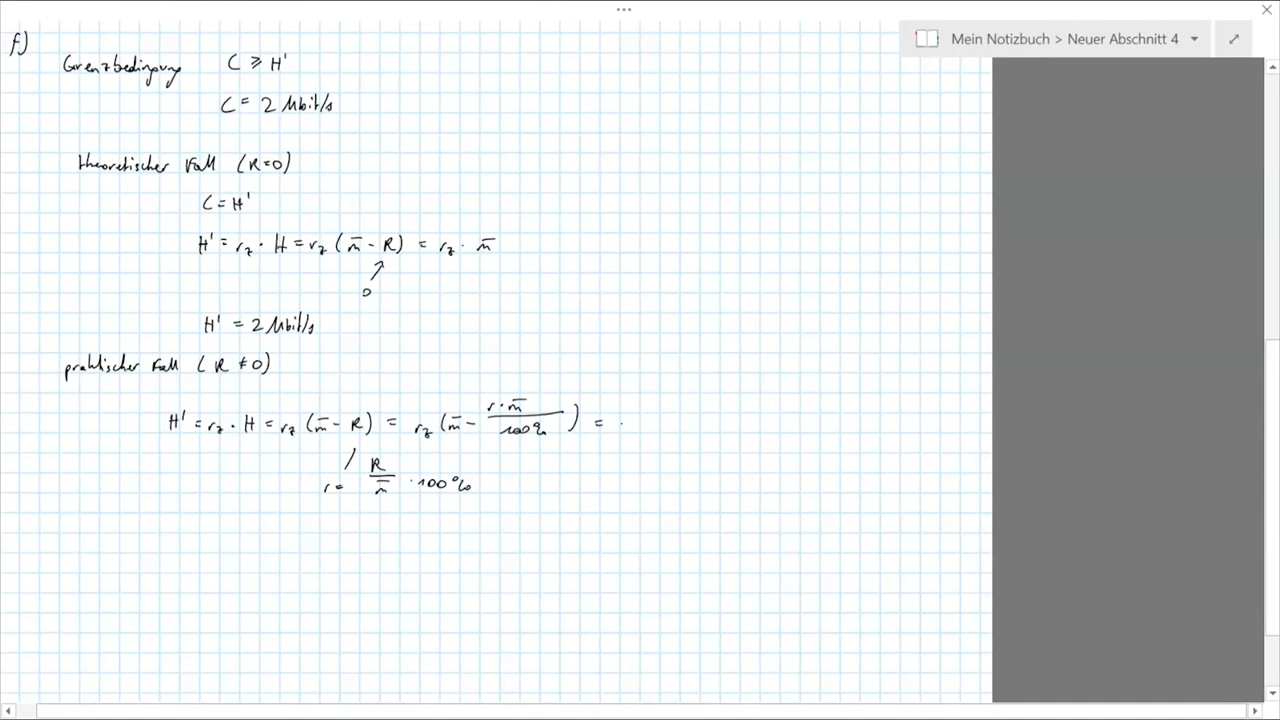 Mein Notizbuch > Neuer Abschnitt 4
f)
Grenzbedingung C ⩾ H'
C = 2 Mbit/s
theoretischer Fall (R=0)
C = H'
H' = r_z · H = r_z (m̄ - R) = r_z · m̄
0
H' = 2 Mbit/s
praktischer Fall (R ≠ 0)
H' = r_z · H = r_z (m̄ - R) = r_z (m̄ - r · m̄ / 100%) = .
r = R / m̄ · 100%